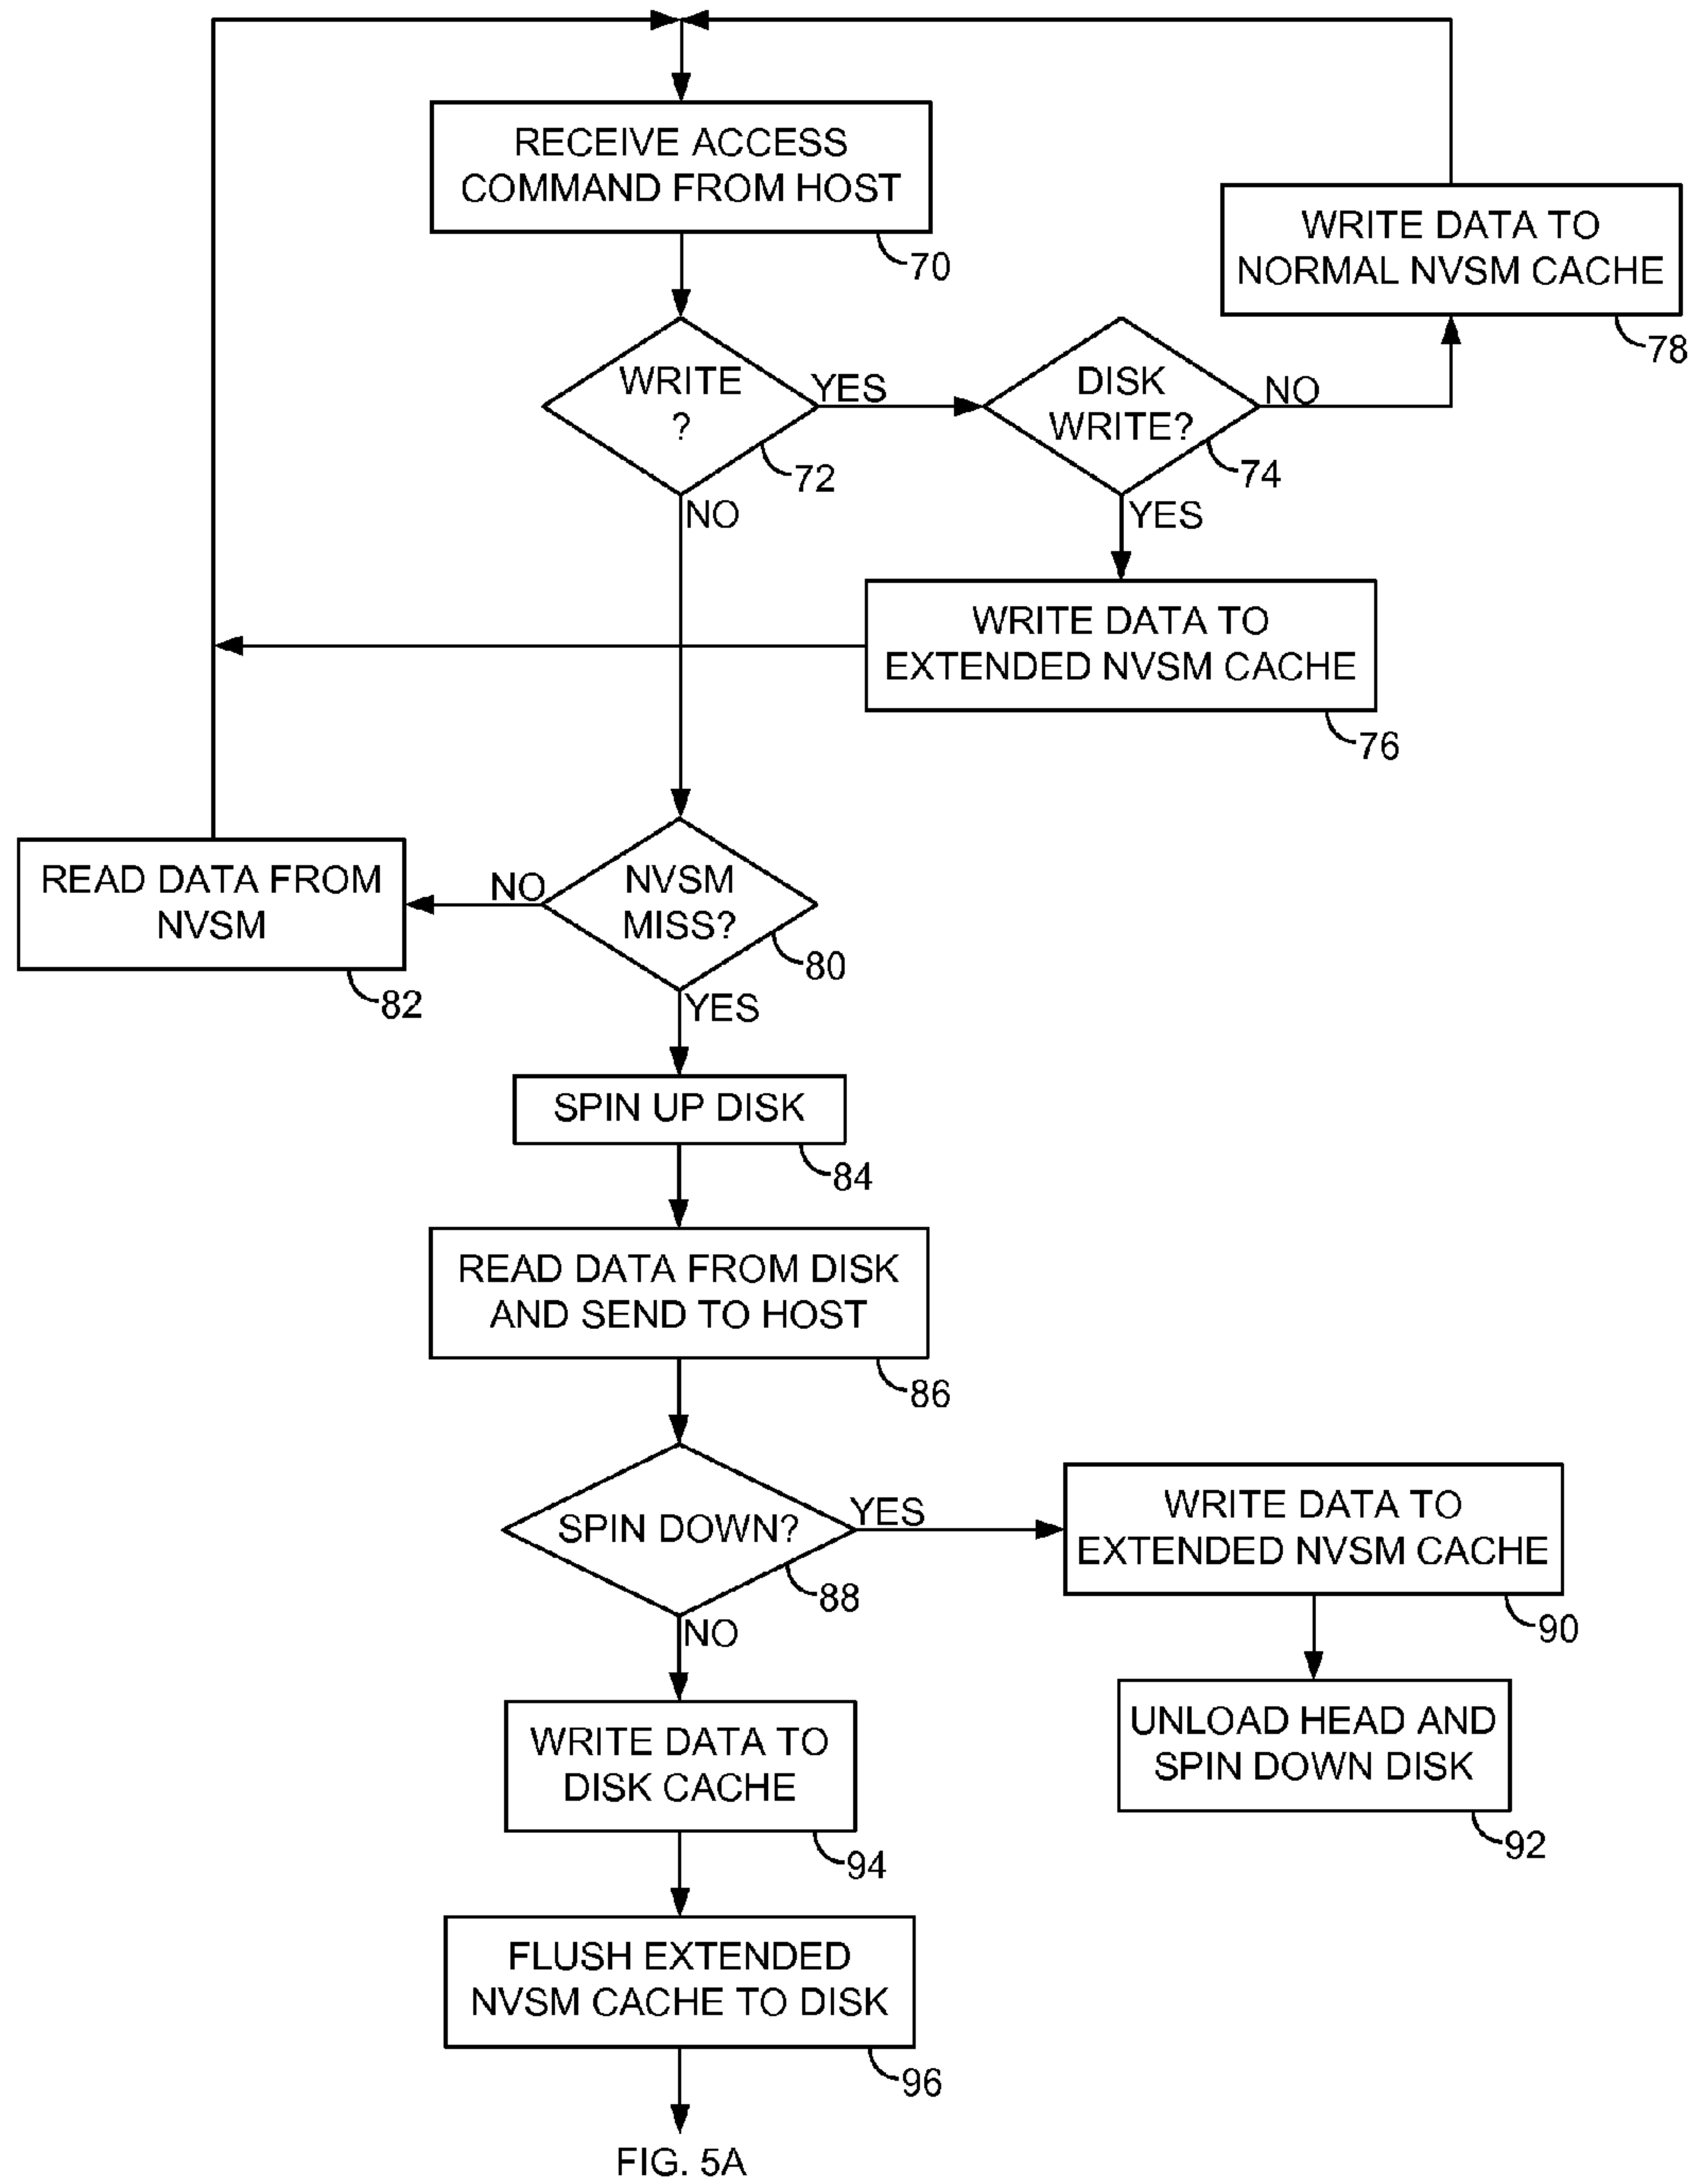 RECEIVE ACCESS
COMMAND FROM HOST
70
WRITE DATA TO
NORMAL NVSM CACHE
78
WRITE
?
72
YES
DISK
WRITE?
74
NO
NO
YES
WRITE DATA TO
EXTENDED NVSM CACHE
76
READ DATA FROM
NVSM
82
NO
NVSM
MISS?
80
YES
SPIN UP DISK
84
READ DATA FROM DISK
AND SEND TO HOST
86
SPIN DOWN?
88
YES
WRITE DATA TO
EXTENDED NVSM CACHE
90
NO
UNLOAD HEAD AND
SPIN DOWN DISK
92
WRITE DATA TO
DISK CACHE
94
FLUSH EXTENDED
NVSM CACHE TO DISK
96
FIG. 5A